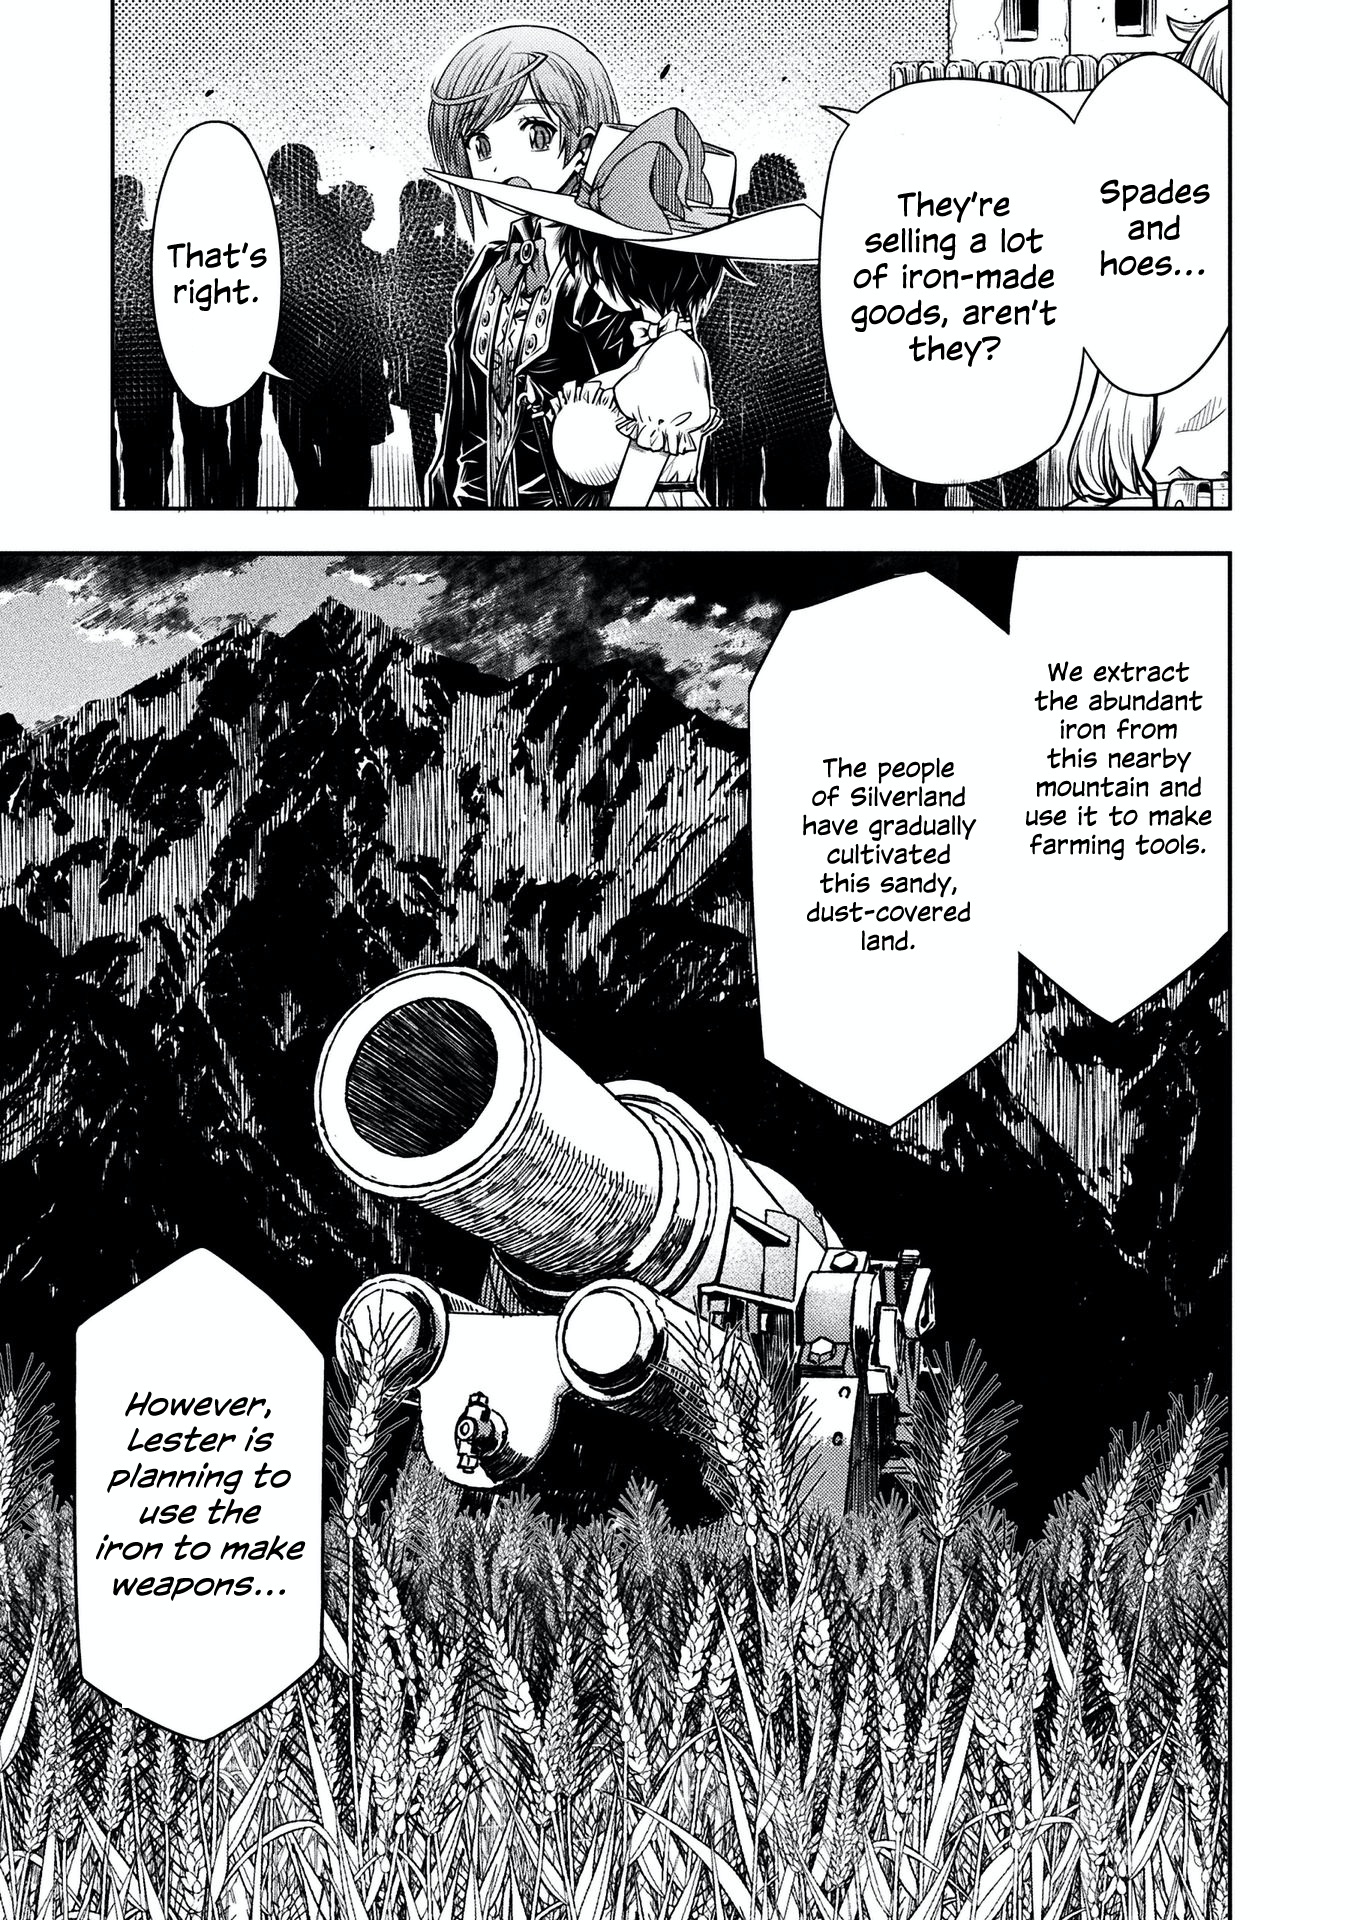 Spades
and
hoes...
They're
selling a lot
of iron-made
goods, aren't
they?
That's
right.
We extract
the abundant
iron from
this nearby
mountain and
use it to make
farming tools.
The people
of Silverland
have gradually
cultivated
this sandy,
dust-covered
land.
However,
Lester is
planning to
use the
iron to make
weapons...